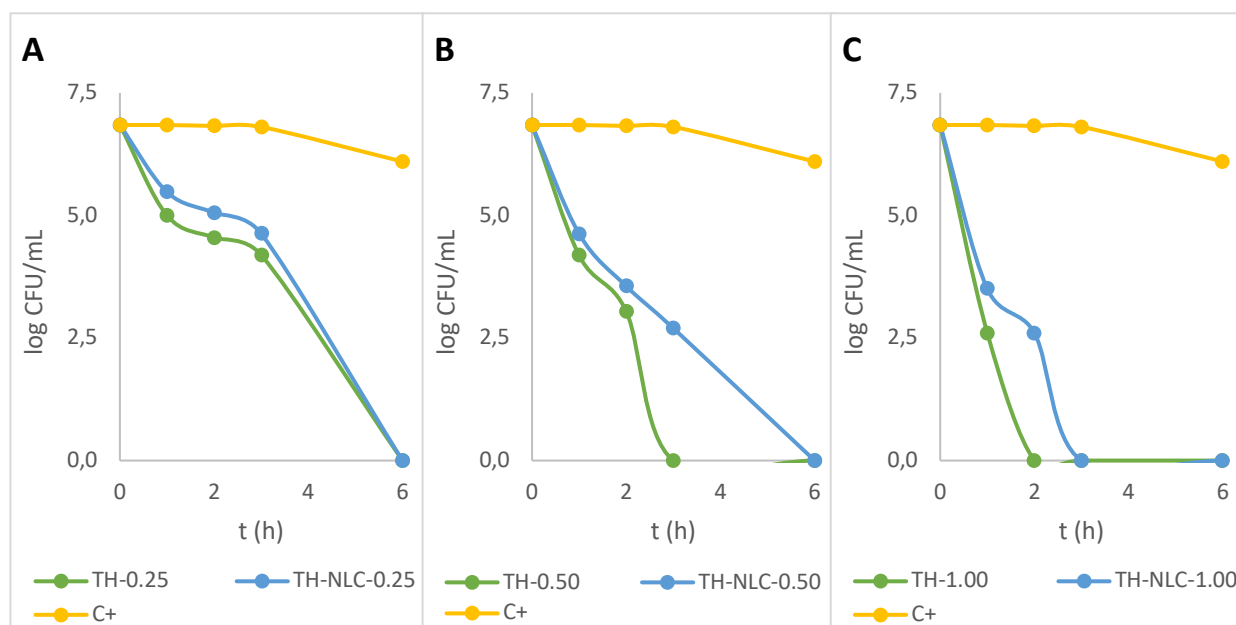 A
7,5
5,0
2,5
0,0
log CFU/mL
0 2 4 6
t (h)
TH-0.25 TH-NLC-0.25
C+
B
7,5
5,0
2,5
0,0
log CFU/mL
0 2 4 6
t (h)
TH-0.50 TH-NLC-0.50
C+
C
7,5
5,0
2,5
0,0
log CFU/mL
0 2 4 6
t (h)
TH-1.00 TH-NLC-1.00
C+